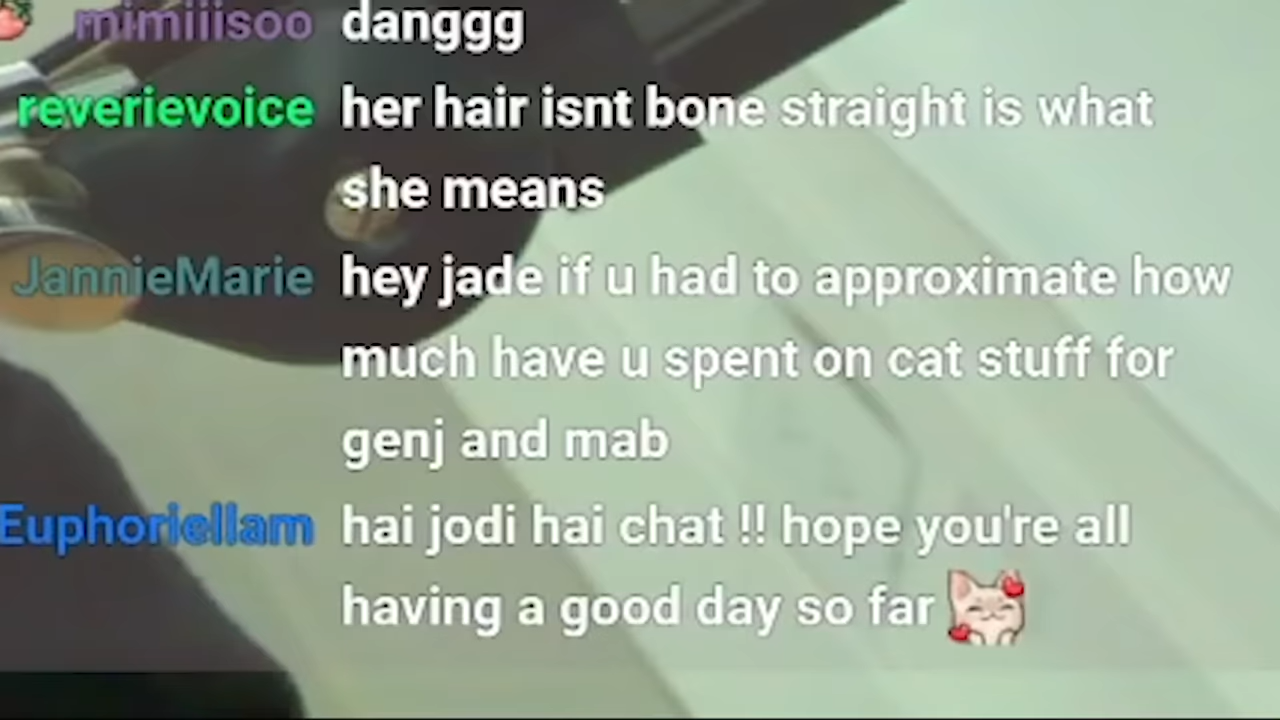 mimiiisoo danggg
reverievoice her hair isnt bone straight is what
she means
JannieMarie hey jade if u had to approximate how
much have u spent on cat stuff for
genj and mab
Euphoriellam hai jodi hai chat !! hope you're all
having a good day so far